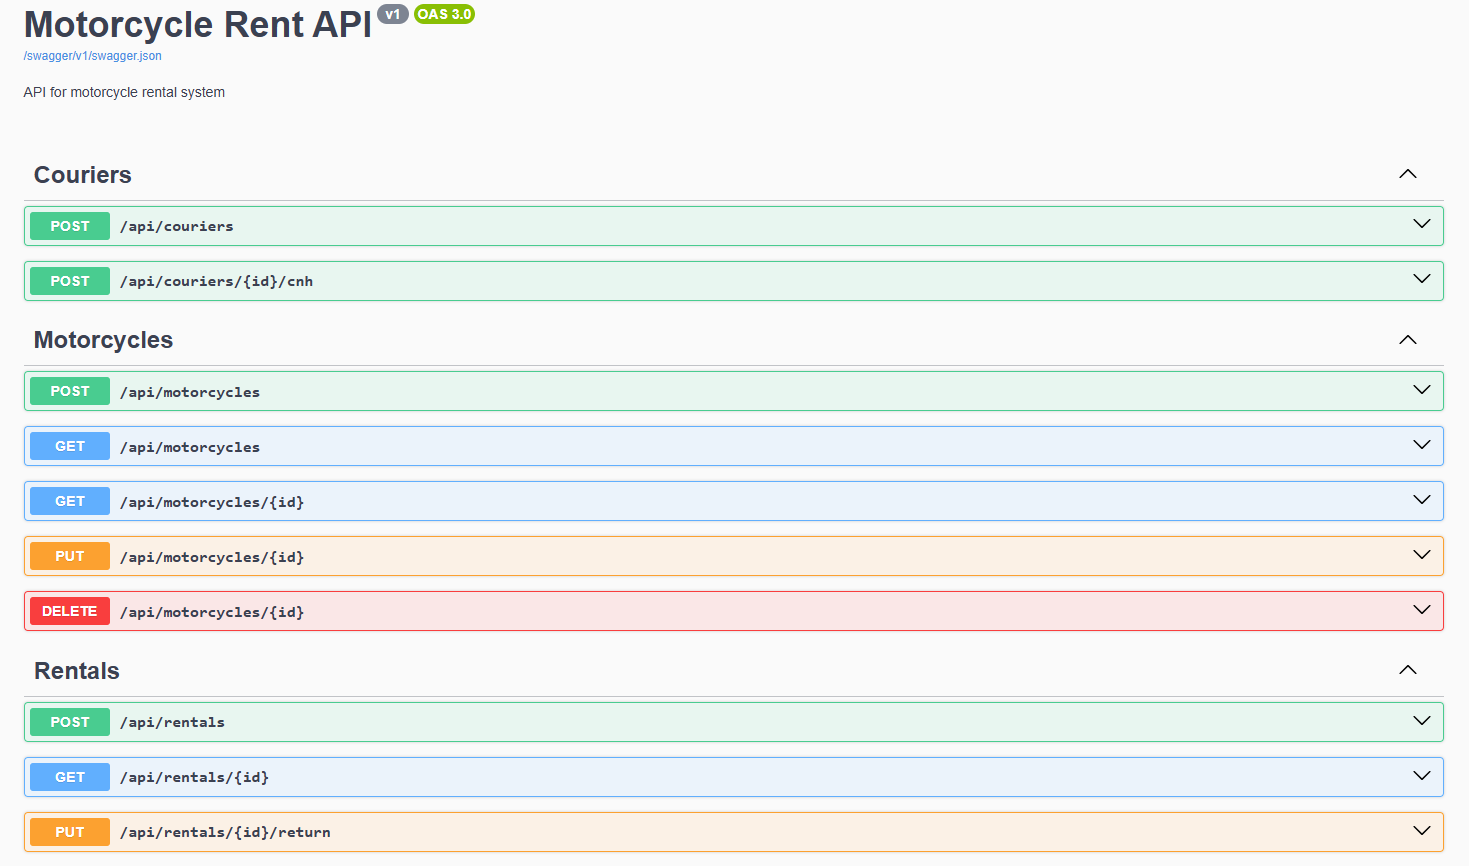 Motorcycle Rent API v1 OAS 3.0
/swagger/v1/swagger.json
API for motorcycle rental system
Couriers
POST /api/couriers
POST /api/couriers/{id}/cnh
Motorcycles
POST /api/motorcycles
GET /api/motorcycles
GET /api/motorcycles/{id}
PUT /api/motorcycles/{id}
DELETE /api/motorcycles/{id}
Rentals
POST /api/rentals
GET /api/rentals/{id}
PUT /api/rentals/{id}/return